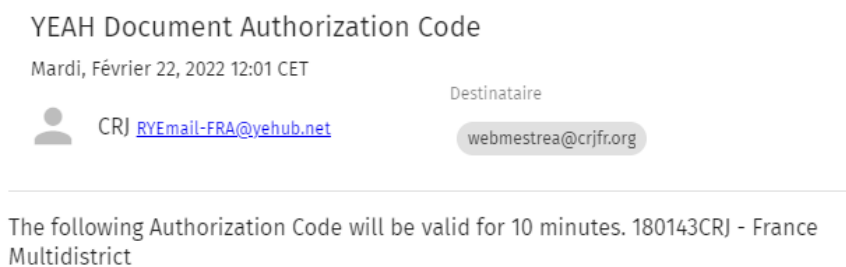 YEAH Document Authorization Code
Mardi, Février 22, 2022 12:01 CET
Destinataire
CRJ RYEmail-FRA@yehub.net
webmestrea@crjfr.org
The following Authorization Code will be valid for 10 minutes. 180143CRJ - France
Multidistrict